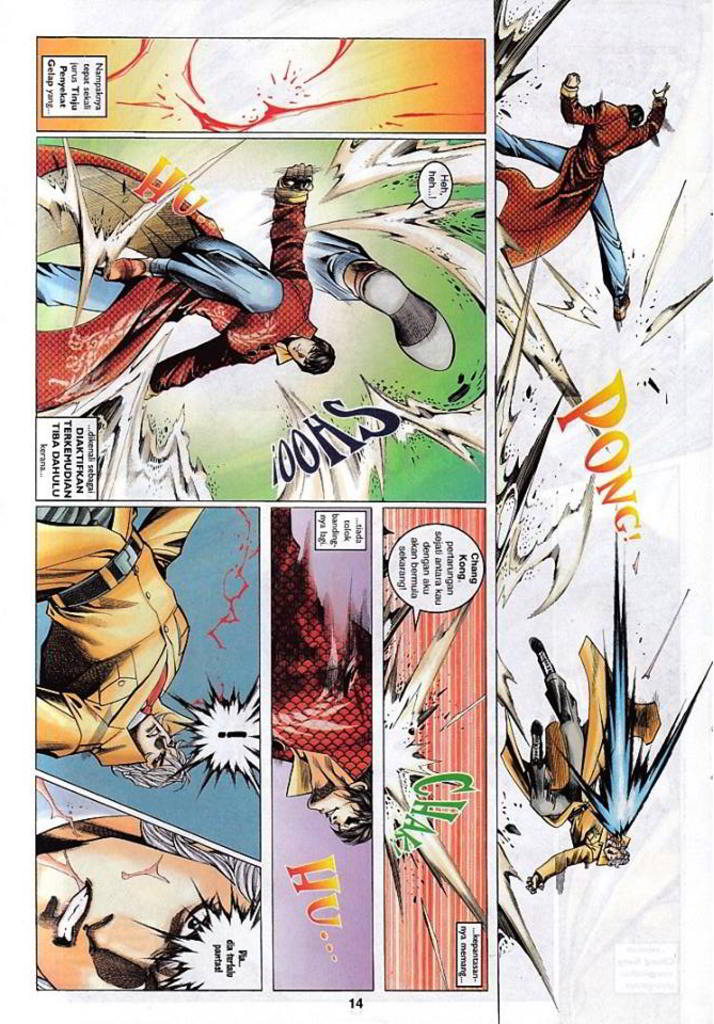 PONG!
Nampaknya
tepat sekali
jurus Tinju
Penyekat
Gelap yang...
Heh,
heh...!
HU
SHOO!
...dikenali sebagai
DIAKTIFKAN
TERKEMUDIAN
TIBA DAHULU
kerana...
Chang
Kong,
pertarungan
sejati antara kau
dengan aku
akan bermula
sekarang!
CHAK
...kepantasan-
nya memang...
...tiada
tolok
banding-
nya lagi.
HU...
!
dia terlalu
pantas!
14